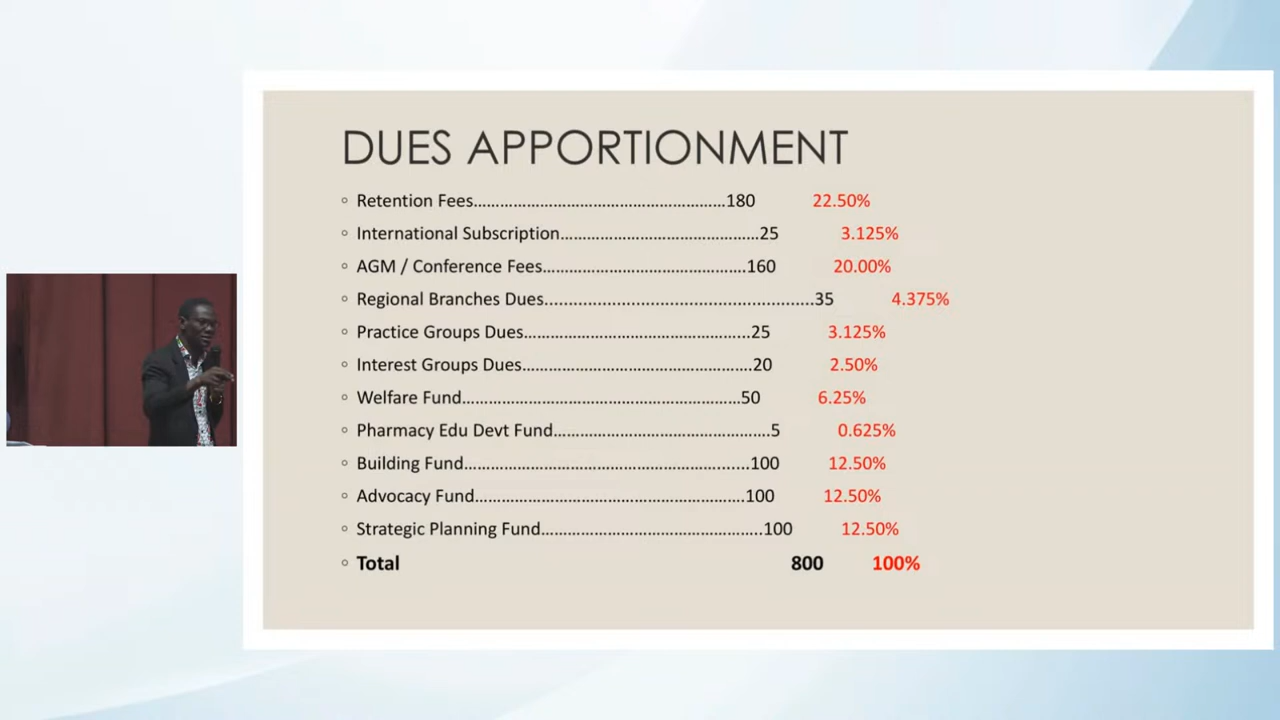 DUES APPORTIONMENT
◦ Retention Fees…………………………………………………180 22.50%
◦ International Subscription………………………………………25 3.125%
◦ AGM / Conference Fees……………………………………….160 20.00%
◦ Regional Branches Dues..................................................35 4.375%
◦ Practice Groups Dues……………………………………………25 3.125%
◦ Interest Groups Dues…………………………………………….20 2.50%
◦ Welfare Fund………………………………………………………50 6.25%
◦ Pharmacy Edu Devt Fund………………………………………….5 0.625%
◦ Building Fund……………………………………………………...100 12.50%
◦ Advocacy Fund…………………………………………………….100 12.50%
◦ Strategic Planning Fund…………………………………………..100 12.50%
◦ Total 800 100%